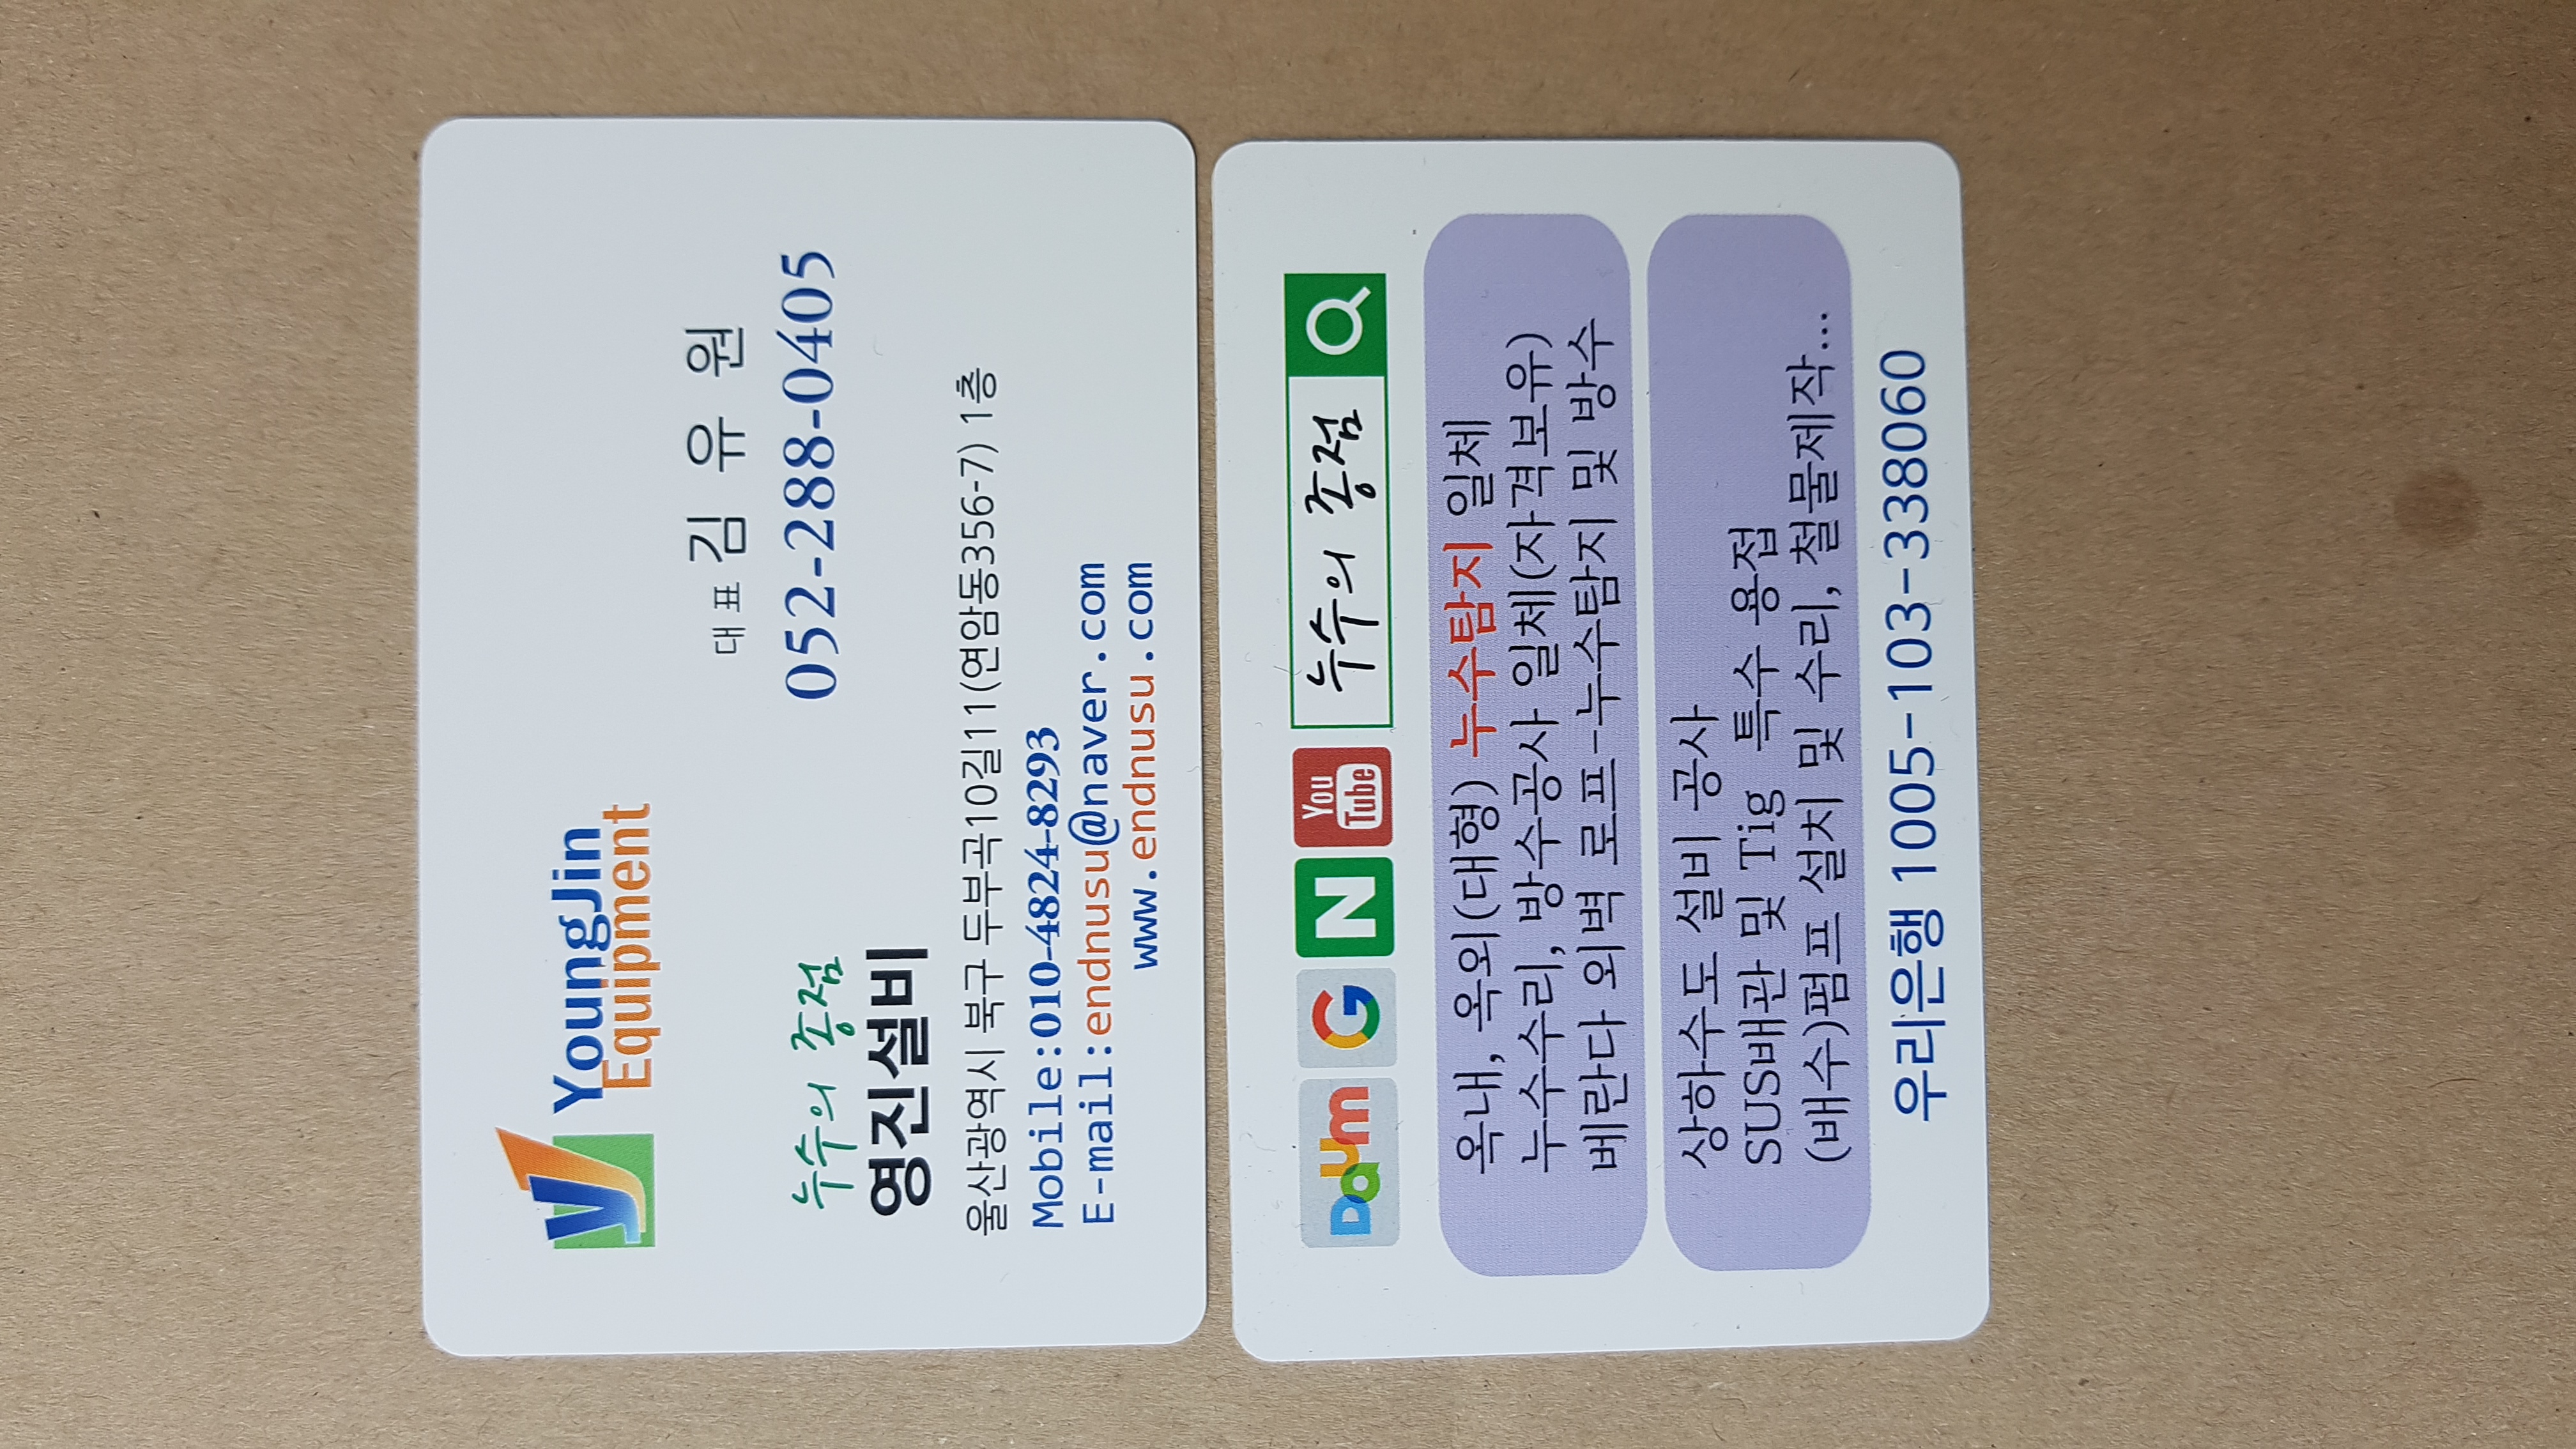 YoungJin
Equipment
대표 김 유 원
052-288-0405
누수의 종점
영진설비
울산광역시 북구 두부곡10길11(연암동356-7) 1층
Mobile:010-4824-8293
E-mail:endnusu@naver.com
www.endnusu.com
Daum G N You Tube 누수의 종점
옥내, 옥외(대형) 누수탐지 일체
누수수리, 방수공사 일체(자격보유)
베란다 외벽 로프-누수탐지 및 방수
상하수도 설비 공사
SUS배관 및 Tig 특수 용접
(배수)펌프 설치 및 수리, 철물제작...
우리은행 1005-103-338060